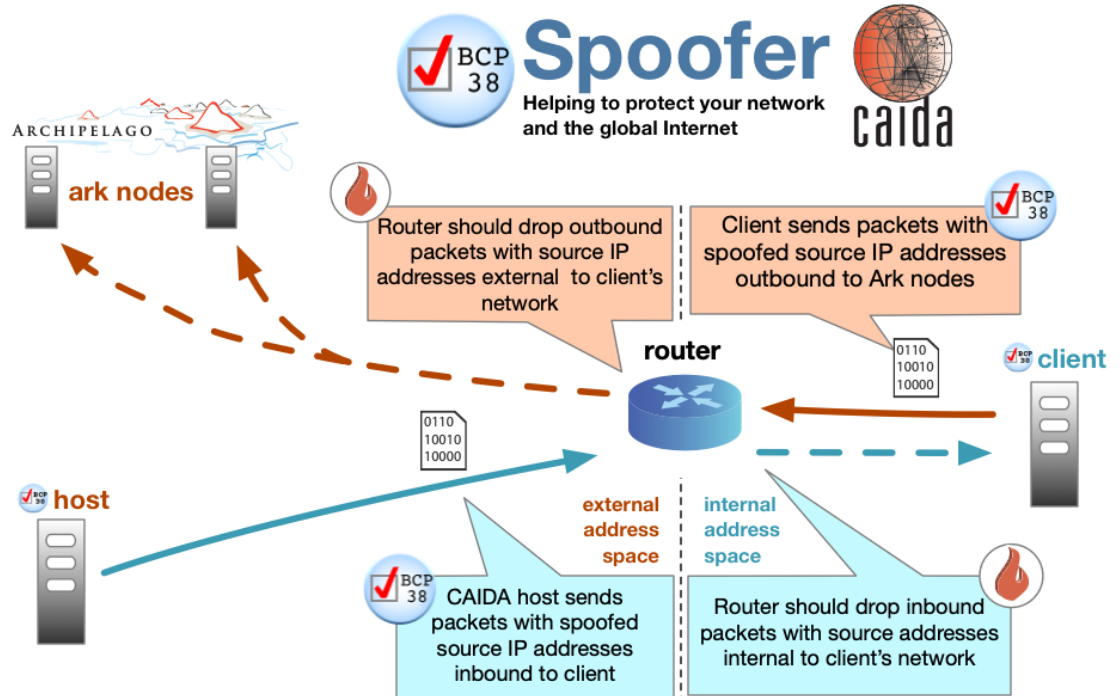 BCP
38
Spoofer
Helping to protect your network
and the global Internet
caida
ARCHIPELAGO
ark nodes
Router should drop outbound
packets with source IP
addresses external to client's
network
Client sends packets with
spoofed source IP addresses
outbound to Ark nodes
BCP
38
router
0110
10010
10000
BCP
38
client
0110
10010
10000
BCP
38
host
external
address
space
internal
address
space
BCP
38
CAIDA host sends
packets with spoofed
source IP addresses
inbound to client
Router should drop inbound
packets with source addresses
internal to client's network